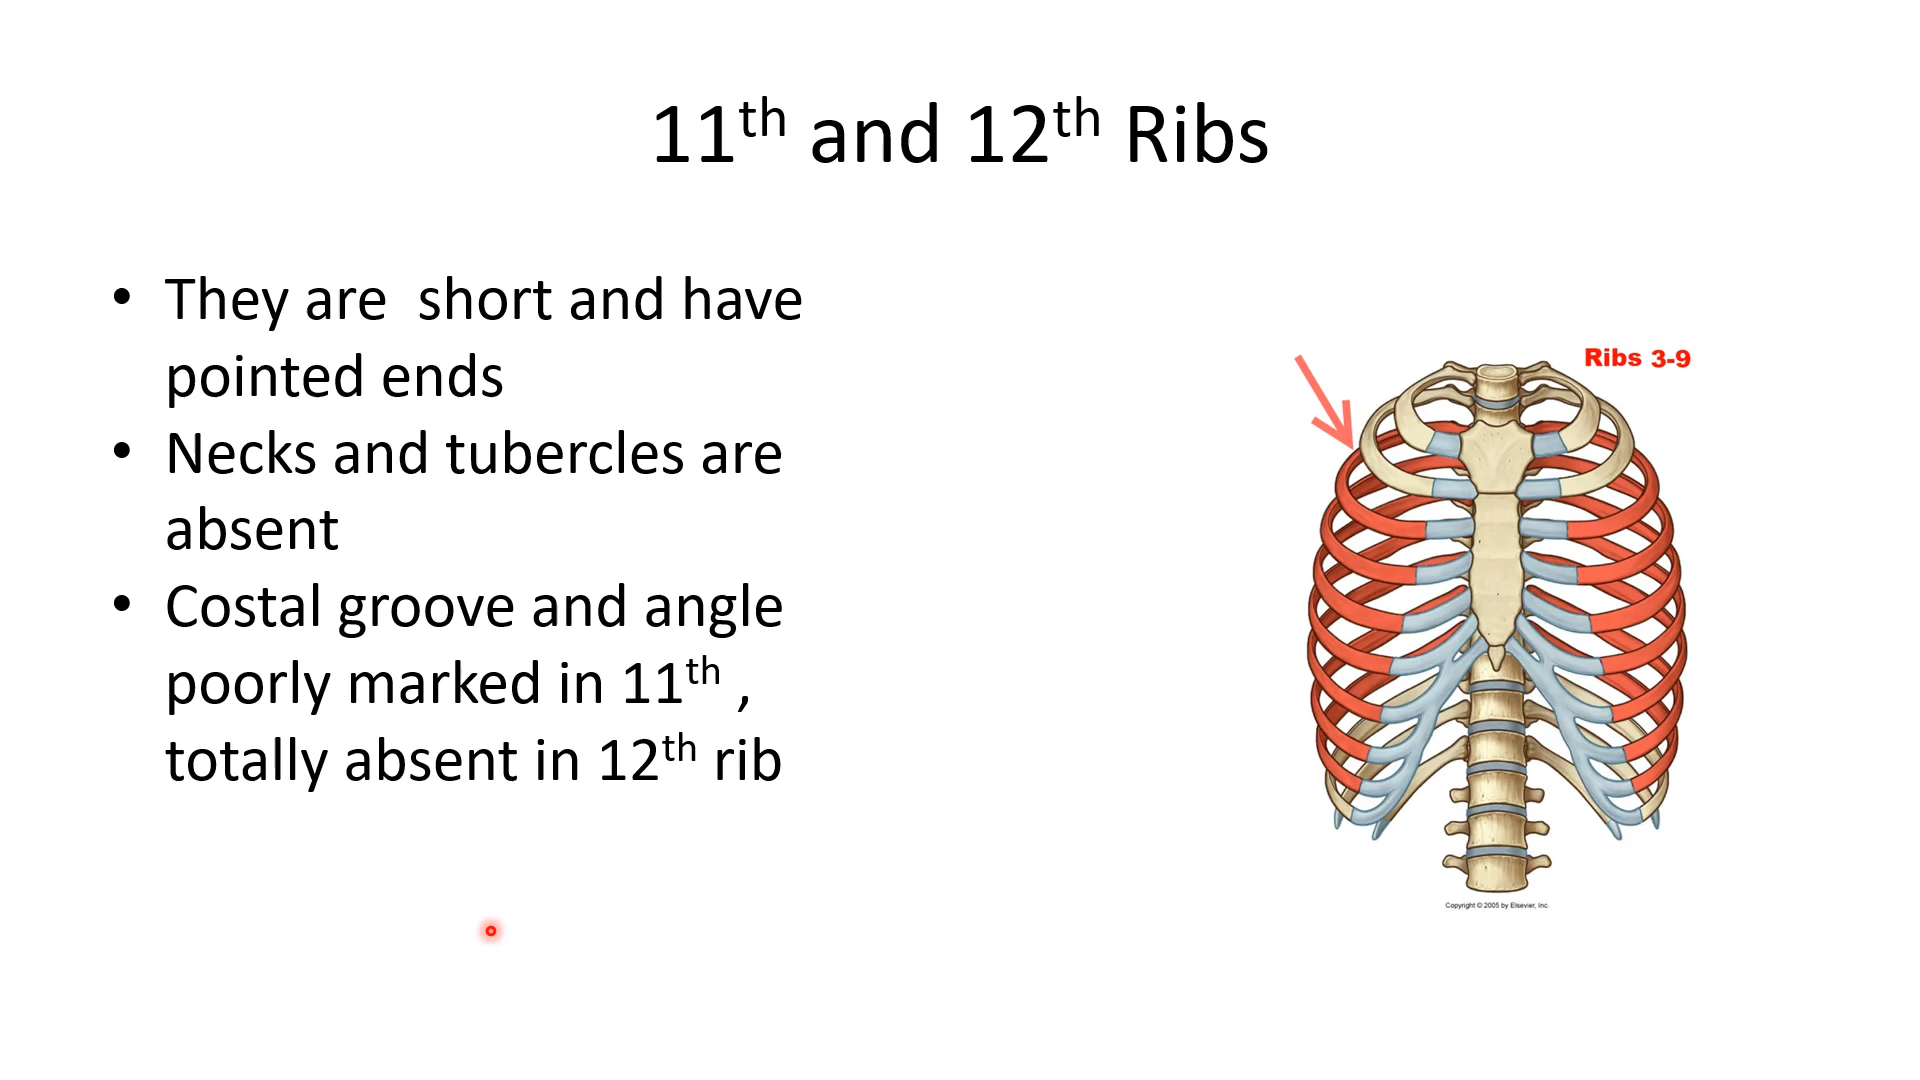 11th and 12th Ribs
• They are  short and have
pointed ends
• Necks and tubercles are
absent
• Costal groove and angle
poorly marked in 11th ,
totally absent in 12th rib
Ribs 3-9
Copyright © 2005 by Elsevier, Inc.